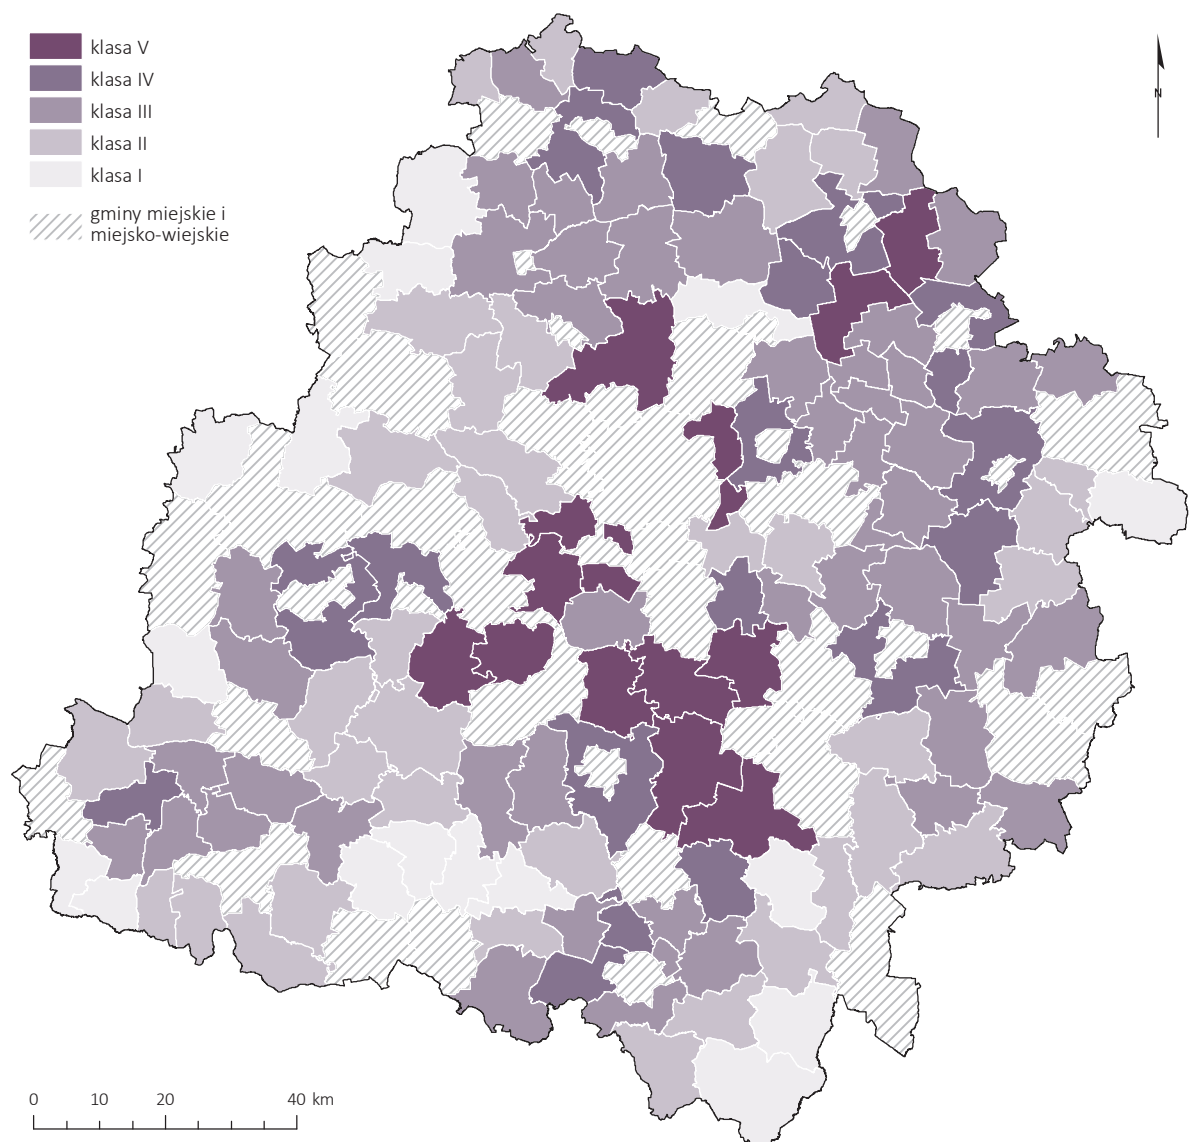 klasa V
klasa IV
klasa III
klasa II
klasa I
gminy miejskie i
miejsko-wiejskie
N
0 10 20 40 km